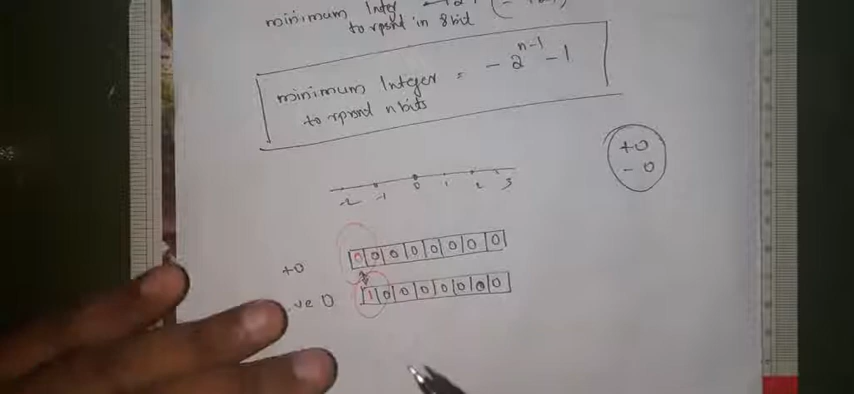 minimum Inter
to rpsnt in 8 bit
minimum Integer = - 2^{n-1} - 1
to rpsnt n bits
+0
- 0
-2 -1 0 1 2 3
+0 0 0 0 0 0 0 0 0
ve 0 1 0 0 0 0 0 0 0